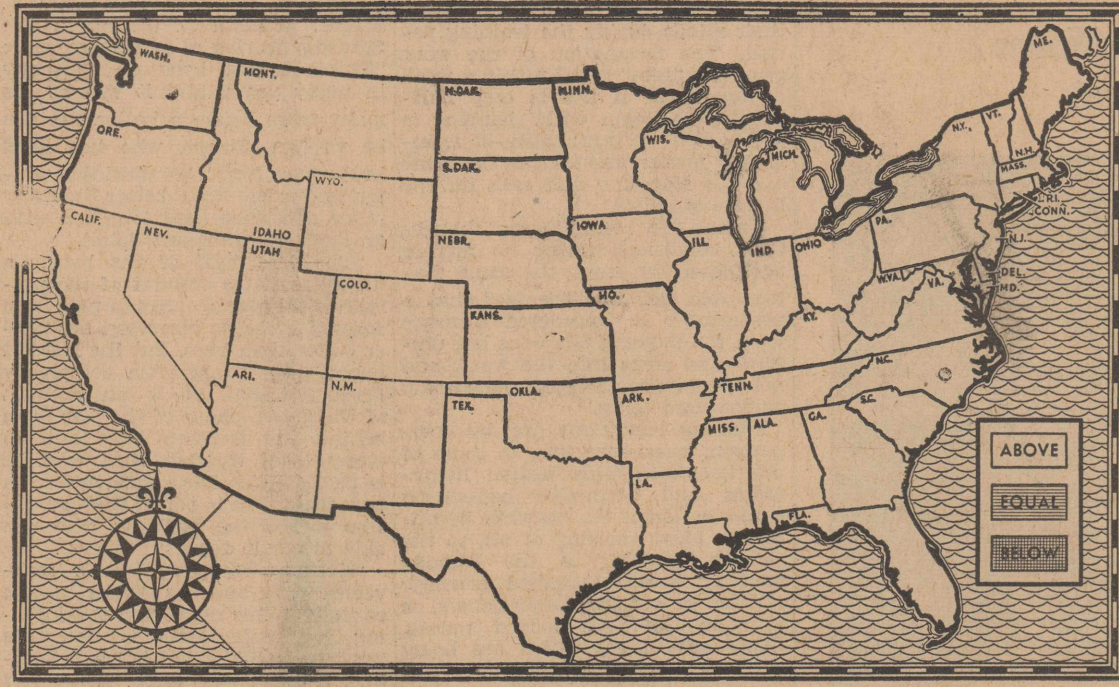 WASH.
MONT.
N.DAK.
MINN.
ME.
ORE.
WIS.
MICH.
N.Y.
VT.
N.H.
MASS.
S.DAK.
WYO.
R.I.
CONN.
CALIF.
NEV.
IDAHO
UTAH
NEBR.
IOWA
ILL.
IND.
OHIO
PA.
N.J.
W.VA.
VA.
DEL.
MD.
COLO.
KANS.
MO.
KY.
ARI.
N.M.
OKLA.
TEX.
ARK.
TENN.
N.C.
S.C.
MISS.
ALA.
GA.
LA.
FLA.
ABOVE
EQUAL
BELOW